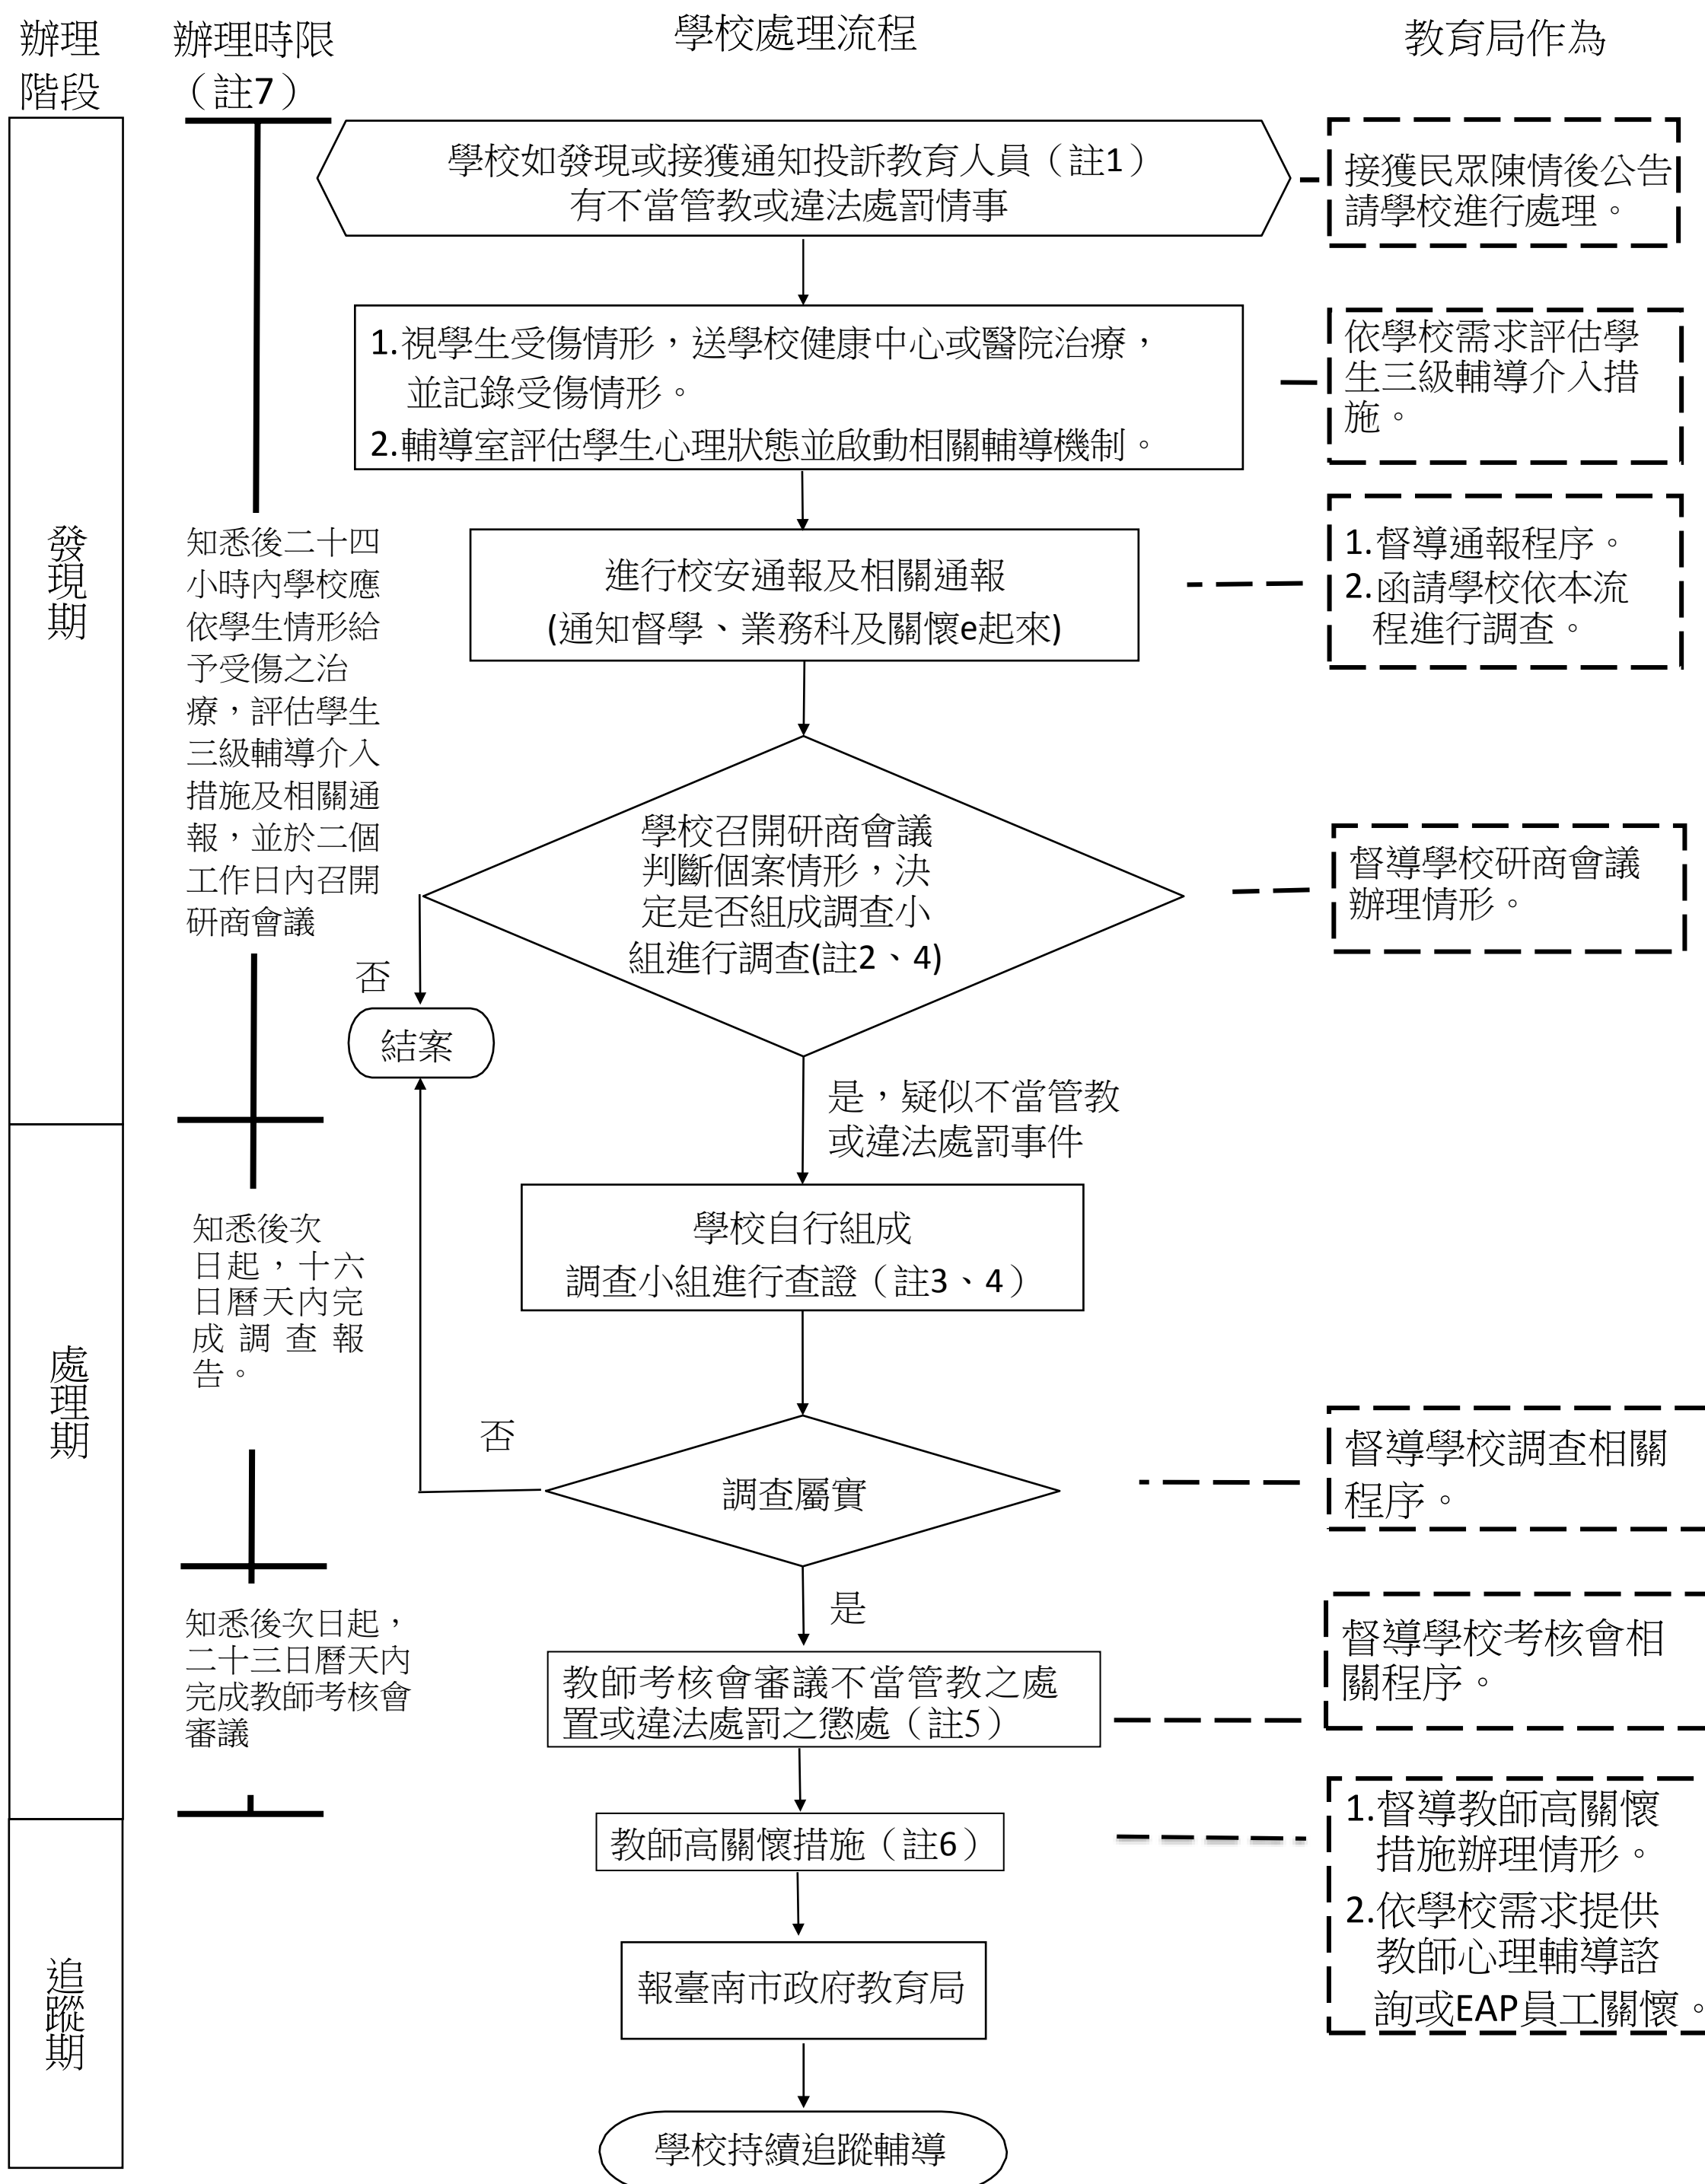 辦理
階段
辦理時限
（註7）
學校處理流程
教育局作為
發現期
處理期
追蹤期
知悉後二十四
小時內學校應
依學生情形給
予受傷之治
療，評估學生
三級輔導介入
措施及相關通
報，並於二個
工作日內召開
研商會議
知悉後次
日起，十六
日曆天內完
成調查報
告。
知悉後次日起，
二十三日曆天內
完成教師考核會
審議
學校如發現或接獲通知投訴教育人員（註1）
有不當管教或違法處罰情事
1.視學生受傷情形，送學校健康中心或醫院治療，
並記錄受傷情形。
2.輔導室評估學生心理狀態並啟動相關輔導機制。
進行校安通報及相關通報
(通知督學、業務科及關懷e起來)
學校召開研商會議
判斷個案情形，決
定是否組成調查小
組進行調查(註2、4)
否
結案
是，疑似不當管教
或違法處罰事件
學校自行組成
調查小組進行查證（註3、4）
調查屬實
否
是
教師考核會審議不當管教之處
置或違法處罰之懲處（註5）
教師高關懷措施（註6）
報臺南市政府教育局
學校持續追蹤輔導
接獲民眾陳情後公告
請學校進行處理。
依學校需求評估學
生三級輔導介入措
施。
1.督導通報程序。
2.函請學校依本流
程進行調查。
督導學校研商會議
辦理情形。
督導學校調查相關
程序。
督導學校考核會相
關程序。
1.督導教師高關懷
措施辦理情形。
2.依學校需求提供
教師心理輔導諮
詢或EAP員工關懷。